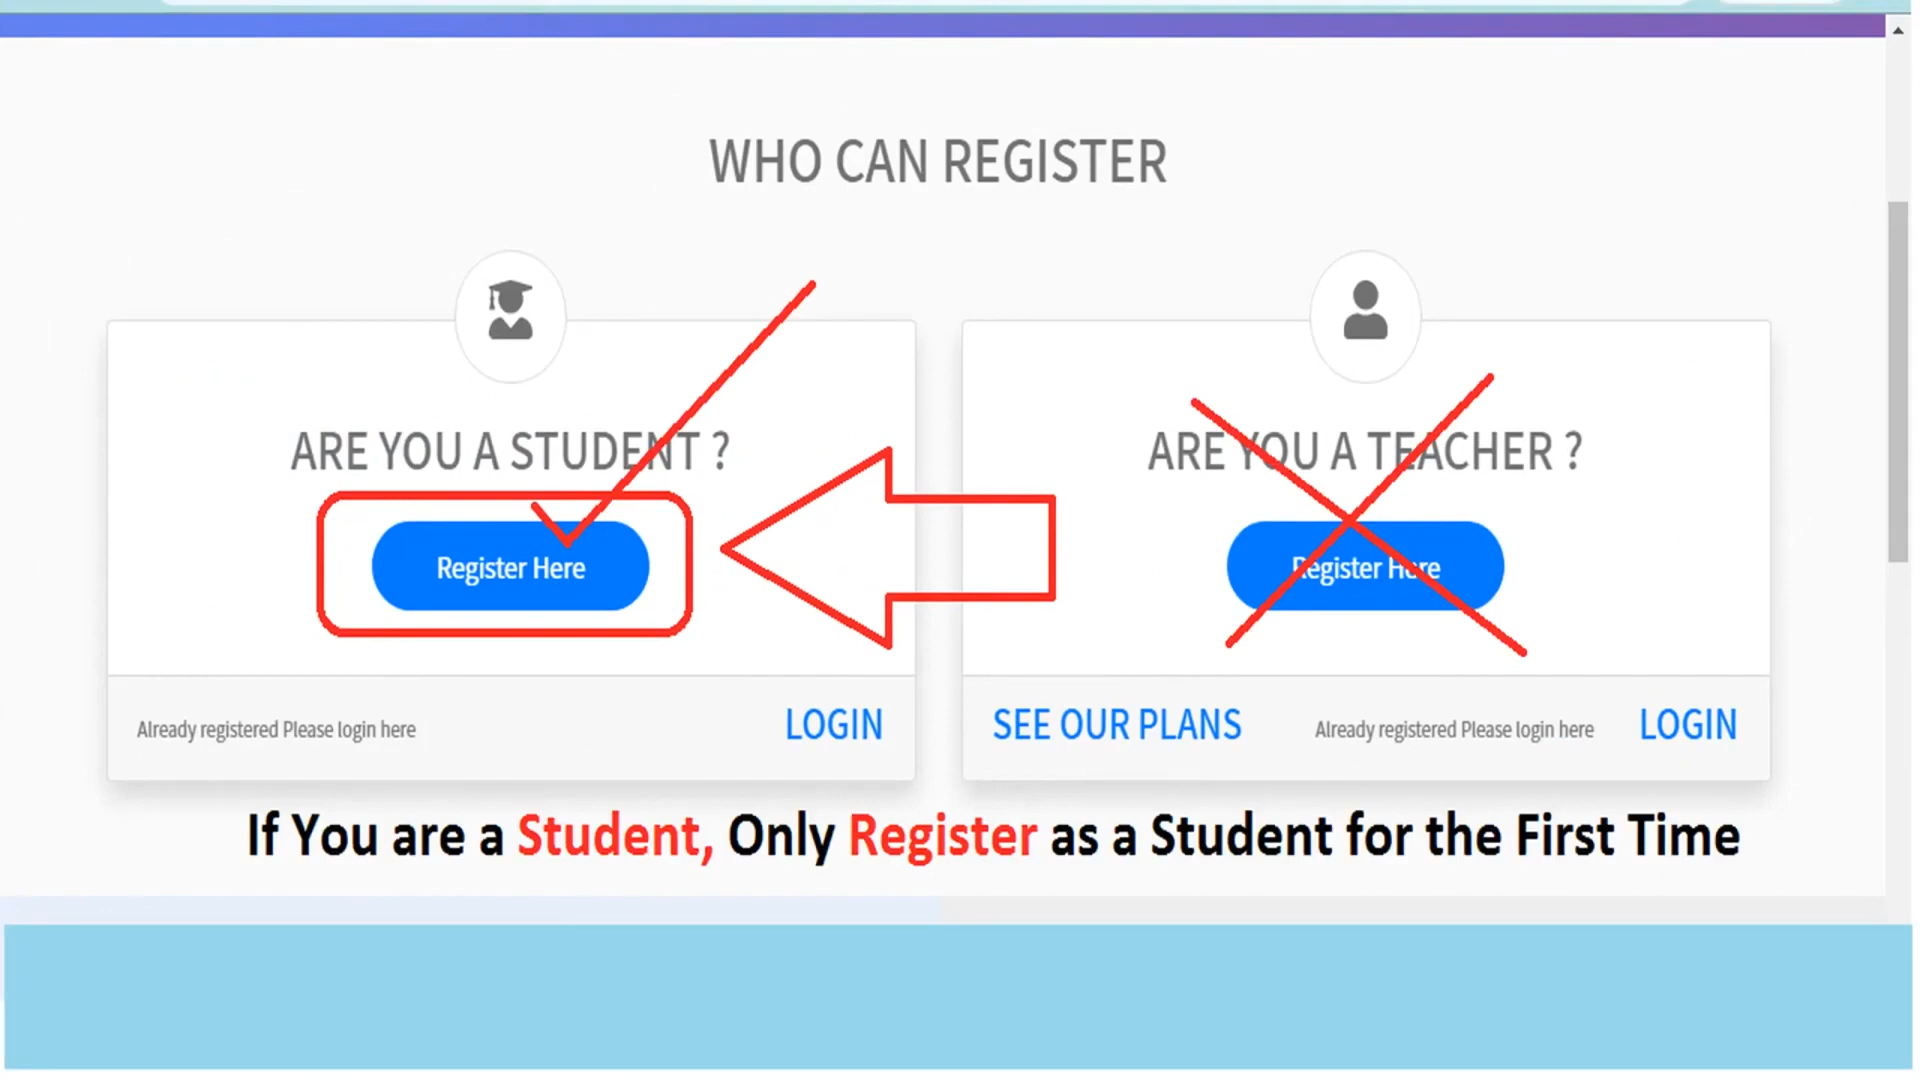 WHO CAN REGISTER
ARE YOU A STUDENT ?
Register Here
Already registered Please login here
LOGIN
ARE YOU A TEACHER ?
Register Here
SEE OUR PLANS
Already registered Please login here
LOGIN
If You are a Student, Only Register as a Student for the First Time